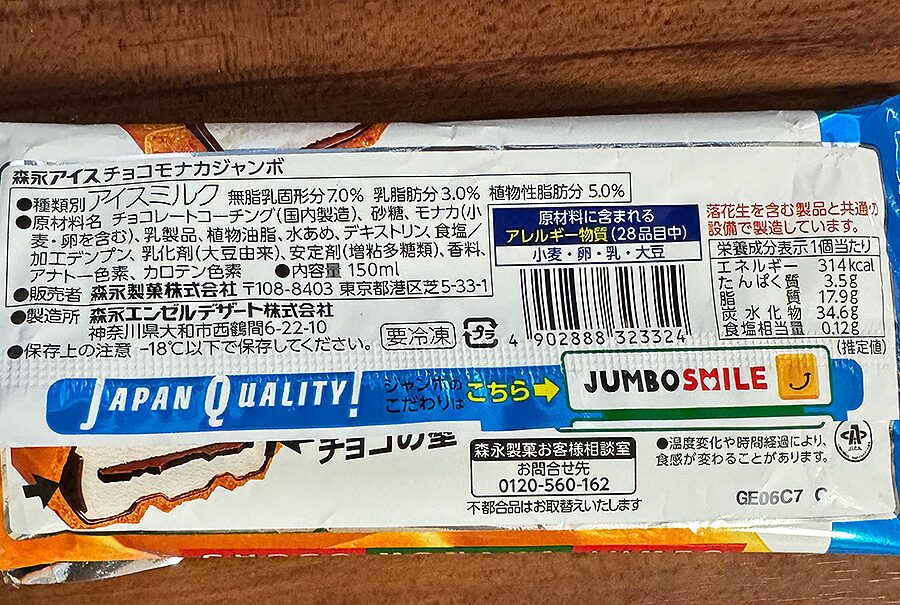 森永アイスチョコモナカジャンボ
●種類別 アイスミルク 無脂乳固形分7.0% 乳脂肪分3.0% 植物性脂肪分5.0%
●原材料名 チョコレートコーチング(国内製造)、砂糖、モナカ(小
麦・卵を含む)、乳製品、植物油脂、水あめ、デキストリン、食塩/
加工デンプン、乳化剤(大豆由来)、安定剤(増粘多糖類)、香料、
アナトー色素、カロテン色素 ●内容量 150ml
●販売者 森永製菓株式会社 〒108-8403 東京都港区芝5-33-1
●製造所 森永エンゼルデザート株式会社
神奈川県大和市西鶴間6-22-10
●保存上の注意 -18℃以下で保存してください。
要冷凍
プラ
原材料に含まれる
アレルギー物質(28品目中)
小麦・卵・乳・大豆
4 902888 323324
落花生を含む製品と共通の
設備で製造しています。
栄養成分表示1個当たり
エネルギー 314kcal
たんぱく質 3.5g
脂質 17.9g
炭水化物 34.6g
食塩相当量 0.12g
(推定値)
JAPAN QUALITY!
ジャンボの
こだわりは
こちら
JUMBO SMILE
チョコの壁
森永製菓お客様相談室
お問合せ先
0120-560-162
不都合品はお取替えいたします
●温度変化や時間経過により、
食感が変わることがあります。
GE06C7